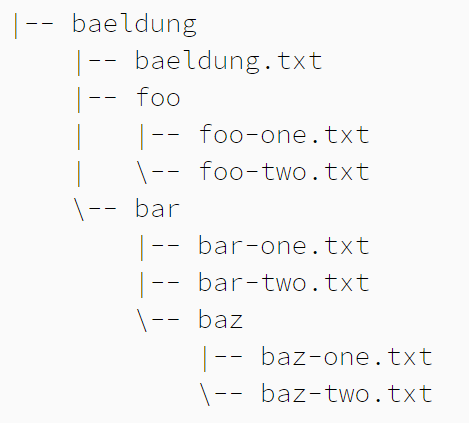 |-- baeldung
    |-- baeldung.txt
    |-- foo
    |   |-- foo-one.txt
    |   \-- foo-two.txt
    \-- bar
        |-- bar-one.txt
        |-- bar-two.txt
        \-- baz
            |-- baz-one.txt
            \-- baz-two.txt